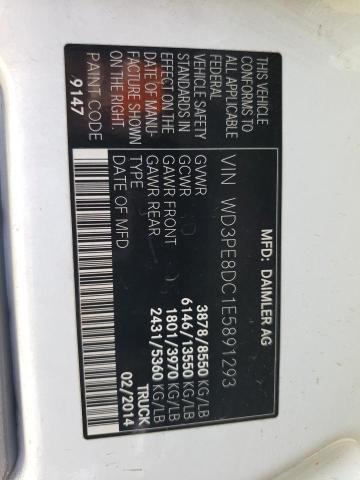 MFD: DAIMLER AG
VIN WD3PE8DC1E5891293
GVWR 3878/8550 KG/LB
GCWR 6146/13550 KG/LB
GAWR FRONT 1801/3970 KG/LB
GAWR REAR 2431/5360 KG/LB
TYPE TRUCK
DATE OF MFD 02/2014
THIS VEHICLE
CONFORMS TO
ALL APPLICABLE
FEDERAL
VEHICLE SAFETY
STANDARDS IN
EFFECT ON THE
DATE OF MANU-
FACTURE SHOWN
ON THE RIGHT.
PAINT CODE
9147